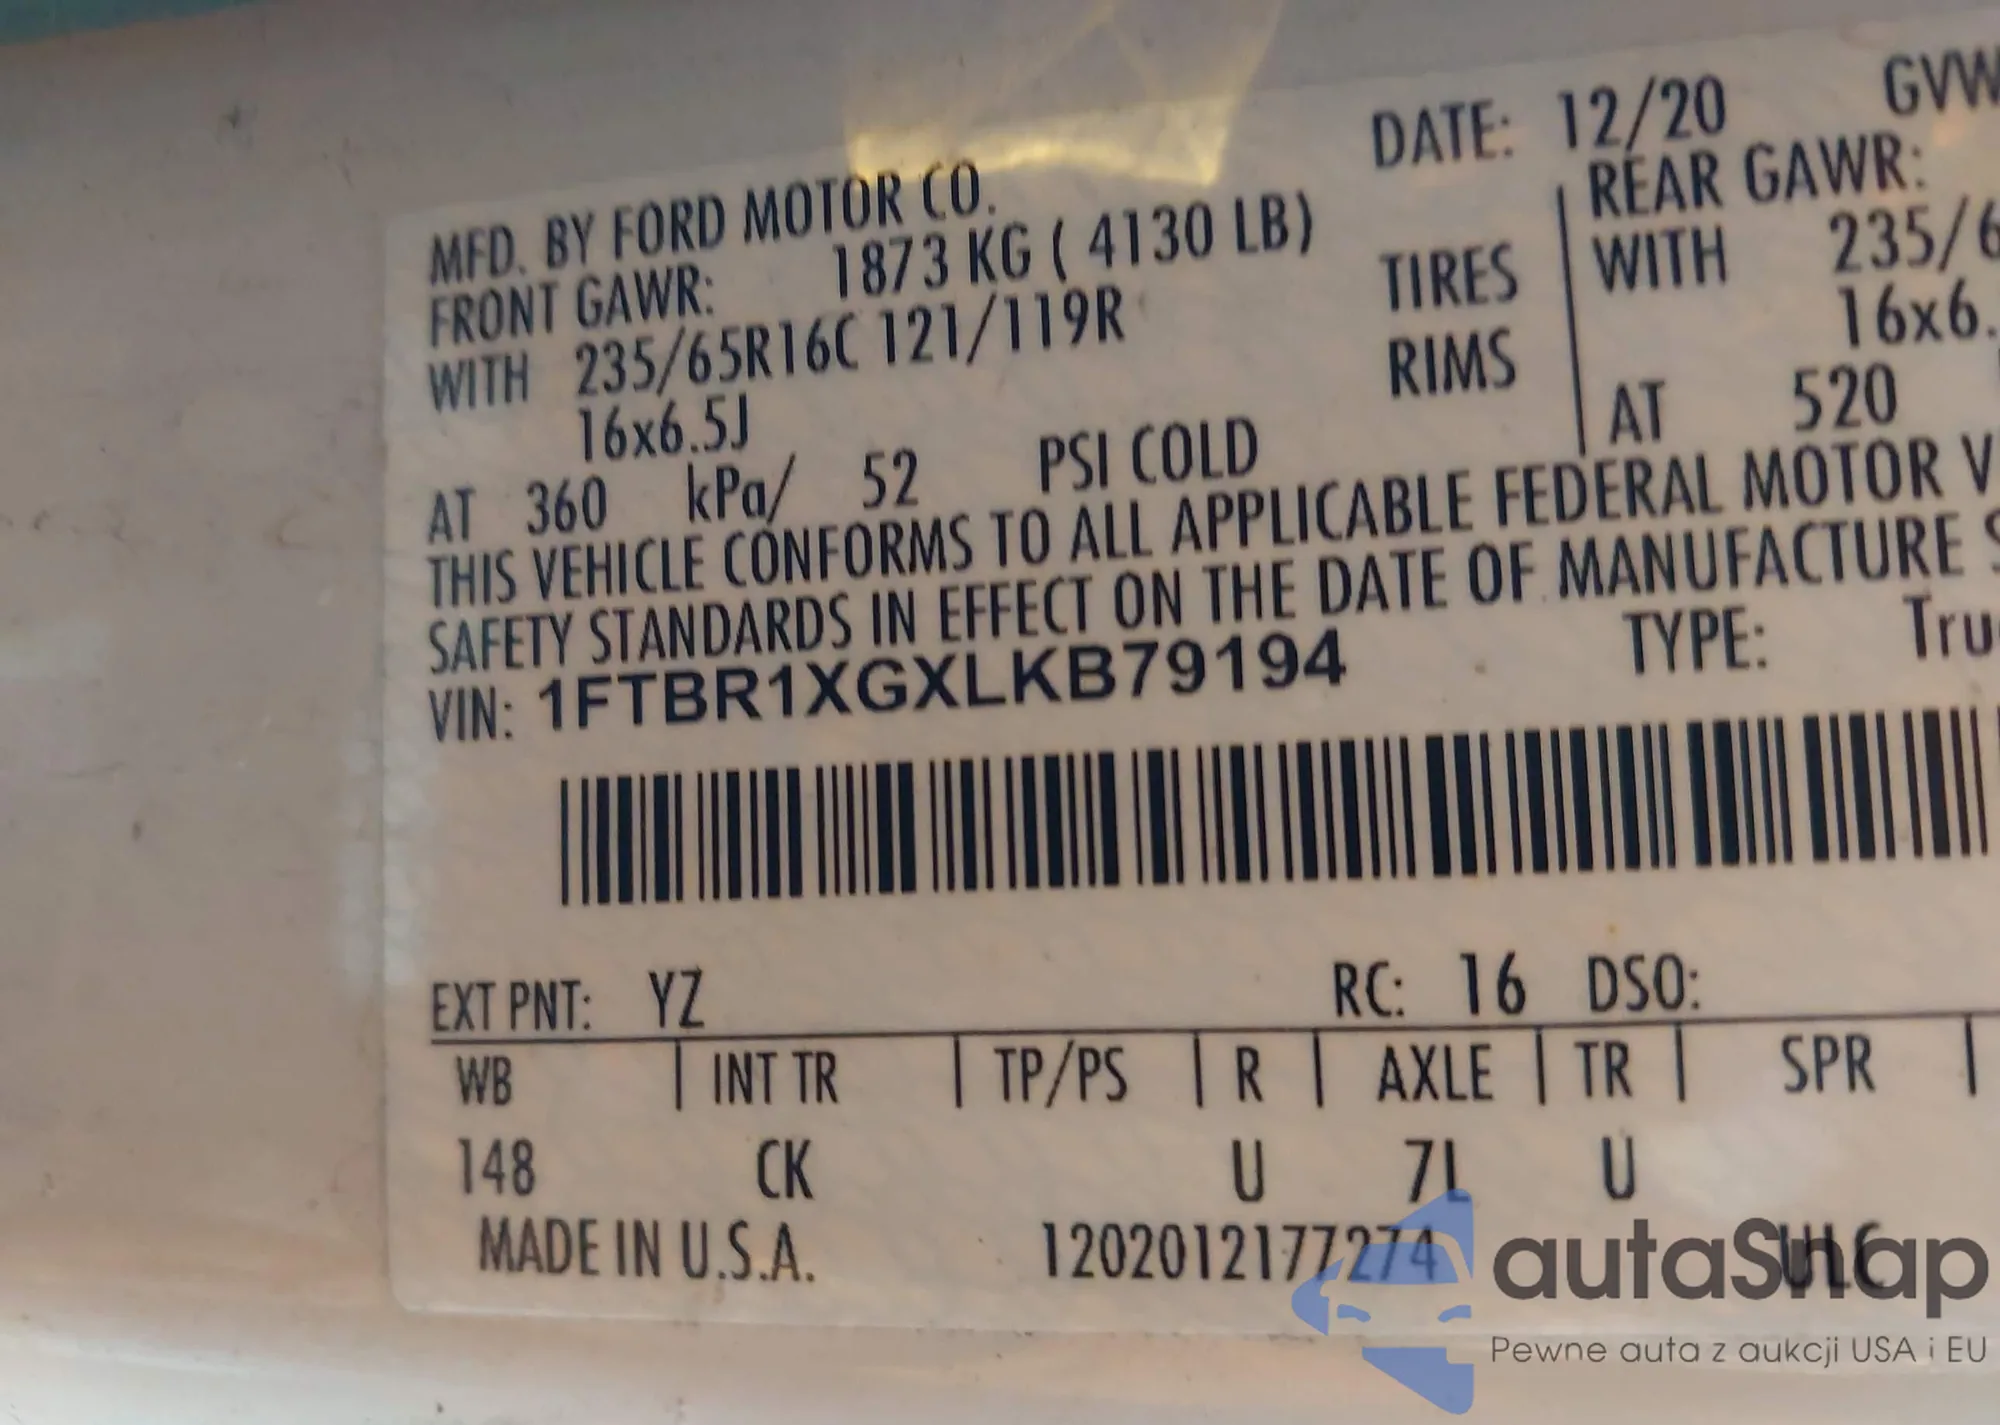 DATE: 12/20 GVW
MFD. BY FORD MOTOR CO.
FRONT GAWR: 1873 KG ( 4130 LB)
REAR GAWR:
WITH 235/65R16C 121/119R
TIRES
WITH 235/6
16x6.5J
RIMS
16x6.
AT 360 kPa/ 52 PSI COLD
AT 520
THIS VEHICLE CONFORMS TO ALL APPLICABLE FEDERAL MOTOR V
SAFETY STANDARDS IN EFFECT ON THE DATE OF MANUFACTURE S
VIN: 1FTBR1XGXLKB79194
TYPE: Tru
EXT PNT: YZ RC: 16 DSO:
WB | INT TR | TP/PS | R | AXLE | TR | SPR |
148 CK U 7L U
MADE IN U.S.A. 1202012177274
autaSnap
Pewne auta z aukcji USA i EU